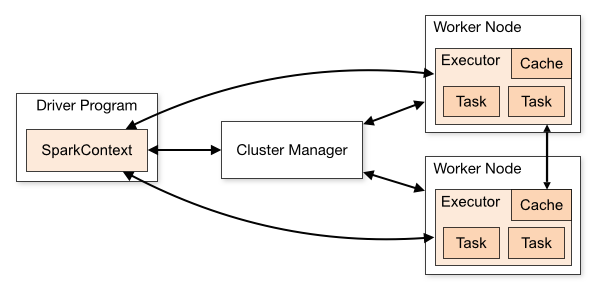 Driver Program
SparkContext
Cluster Manager
Worker Node
Executor
Cache
Task
Task
Worker Node
Executor
Cache
Task
Task